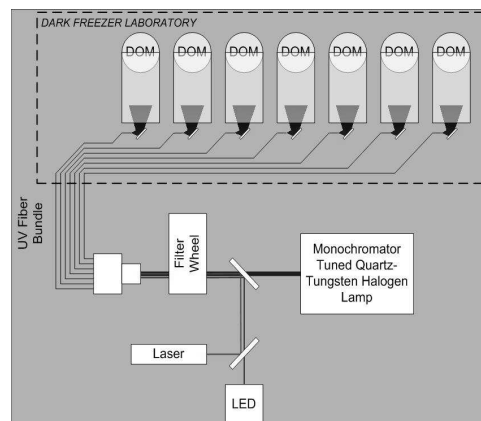 DARK FREEZER LABORATORY
DOM DOM DOM DOM DOM DOM DOM
UV Fiber
Bundle
Filter
Wheel
Monochromator
Tuned Quartz-
Tungsten Halogen
Lamp
Laser
LED